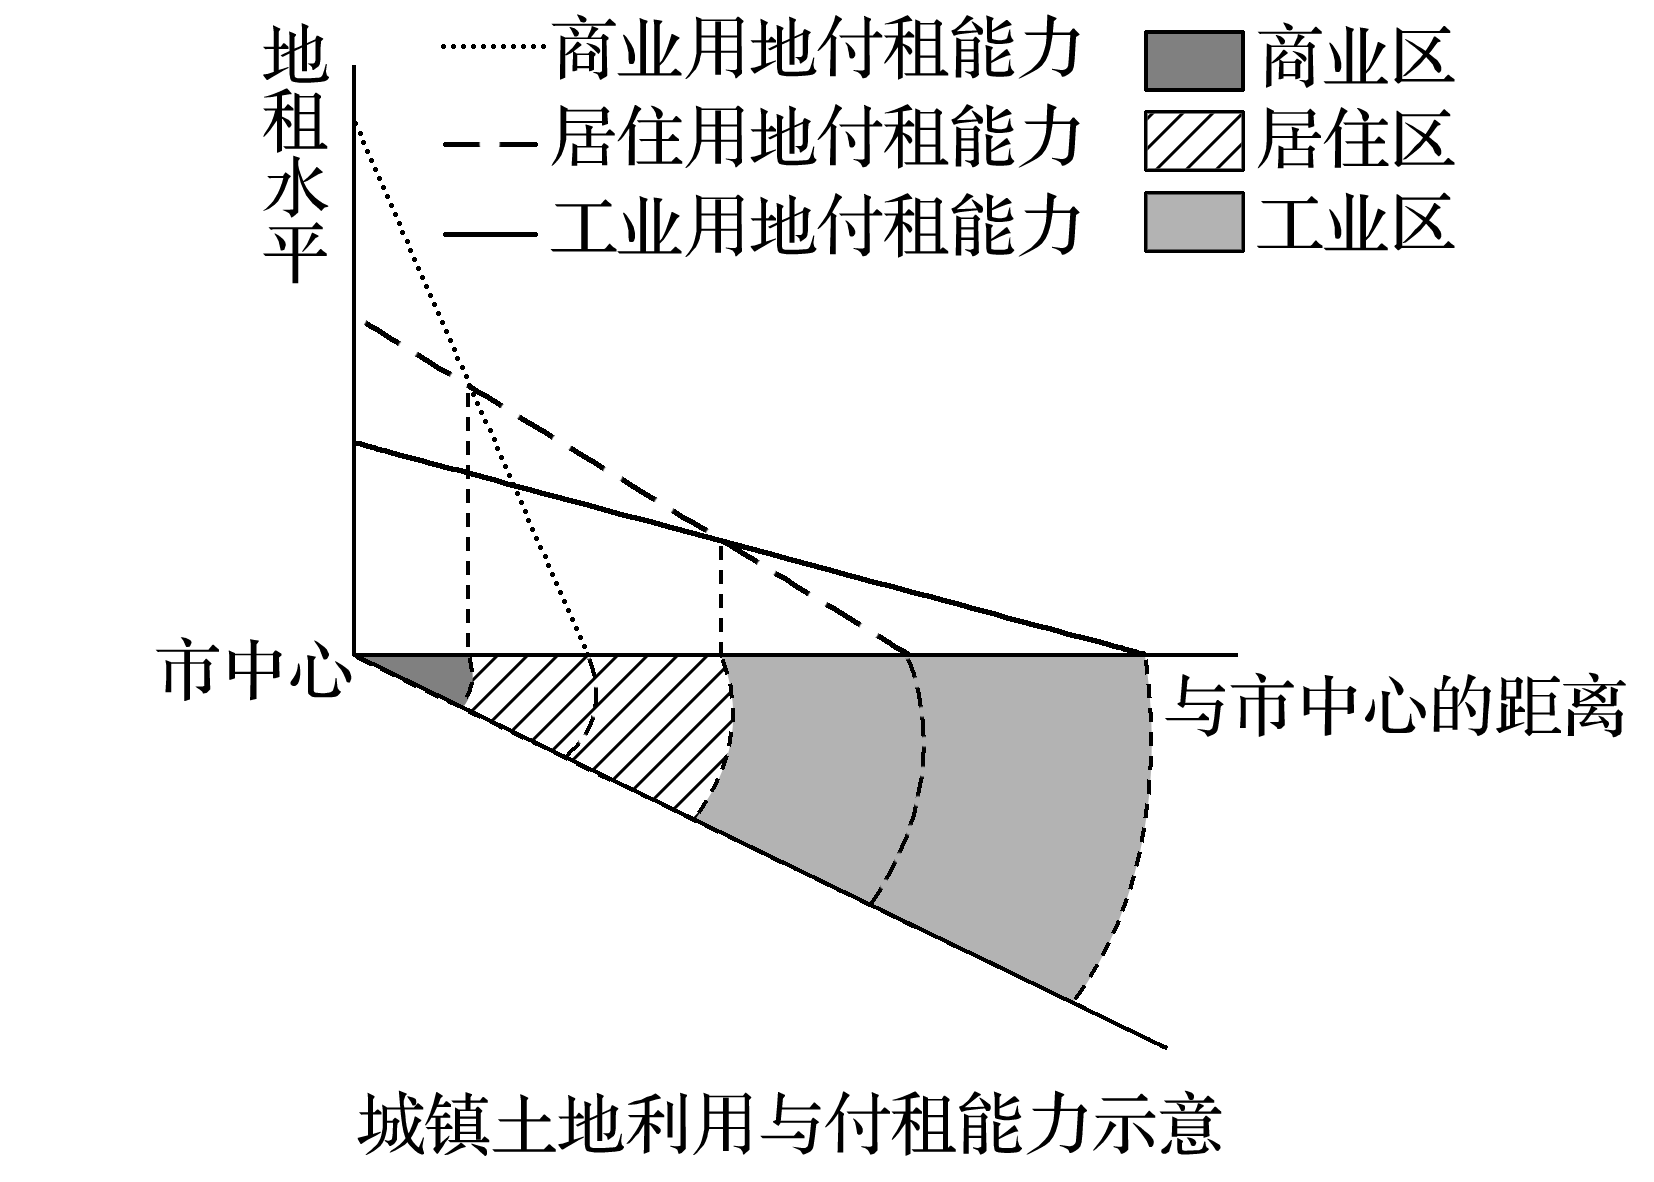 地租水平
商业用地付租能力
居住用地付租能力
工业用地付租能力
商业区
居住区
工业区
市中心
与市中心的距离
城镇土地利用与付租能力示意